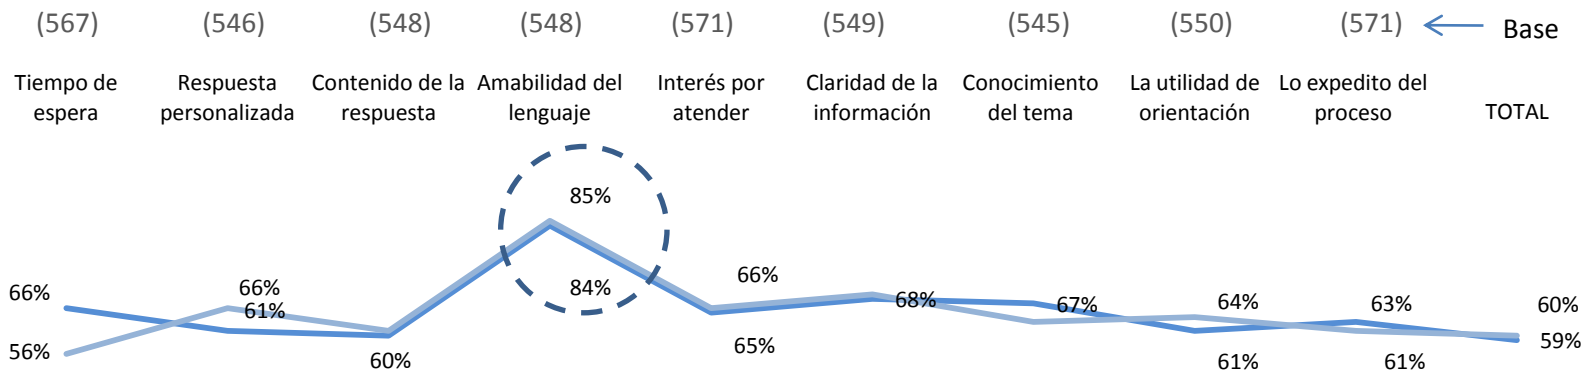 (567) (546) (548) (548) (571) (549) (545) (550) (571) Base
Tiempo de espera
Respuesta personalizada
Contenido de la respuesta
Amabilidad del lenguaje
Interés por atender
Claridad de la información
Conocimiento del tema
La utilidad de orientación
Lo expedito del proceso
TOTAL
85%
84%
66%
66%
61%
66%
68%
67%
64%
63%
60%
56%
60%
65%
61%
61%
59%